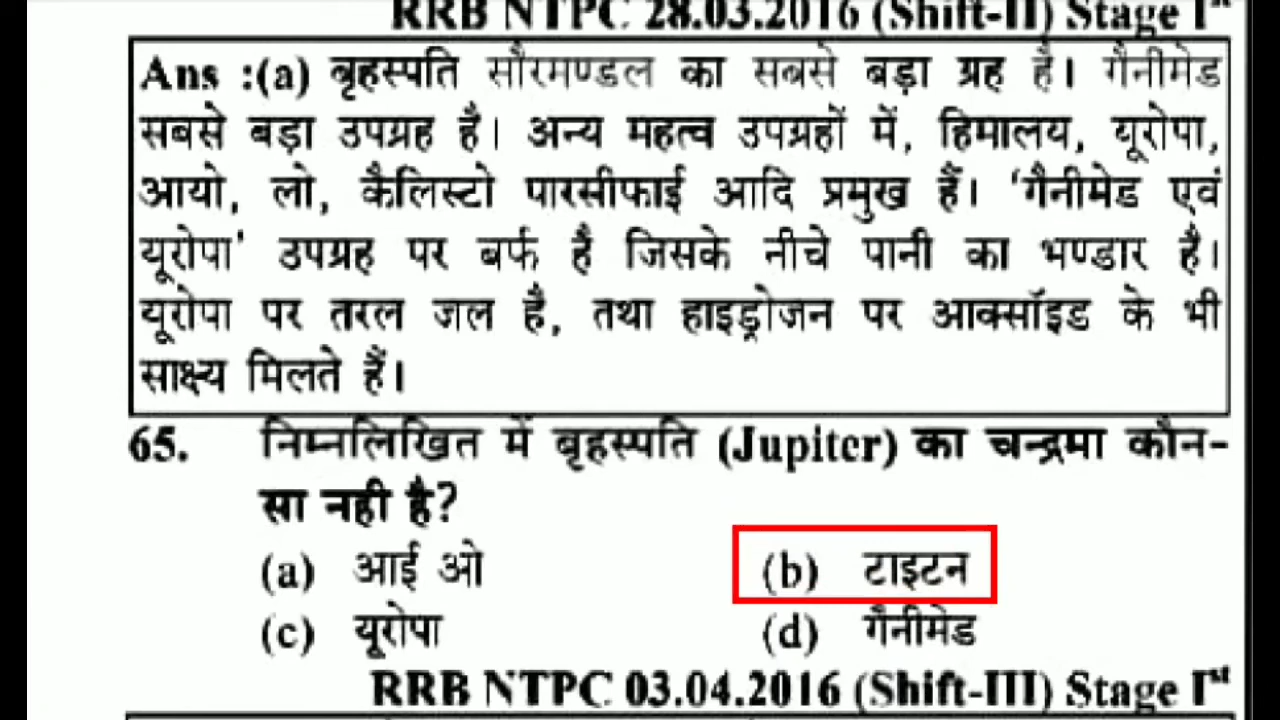 RRB NTPC 28.03.2016 (Shift-II) Stage Iˢᵗ
Ans :(a) बृहस्पति सौरमण्डल का सबसे बड़ा ग्रह है। गैनीमेड
सबसे बड़ा उपग्रह है। अन्य महत्व उपग्रहों में, हिमालय, यूरोपा,
आयो, लो, कैलिस्टो पारसीफाई आदि प्रमुख हैं। ‘गैनीमेड एवं
यूरोपा' उपग्रह पर बर्फ है जिसके नीचे पानी का भण्डार है।
यूरोपा पर तरल जल है, तथा हाइड्रोजन पर आक्सॉइड के भी
साक्ष्य मिलते हैं।
65. निम्नलिखित में बृहस्पति (Jupiter) का चन्द्रमा कौन-
सा नही है?
(a) आई ओ (b) टाइटन
(c) यूरोपा (d) गैनीमेड
RRB NTPC 03.04.2016 (Shift-III) Stage Iˢᵗ